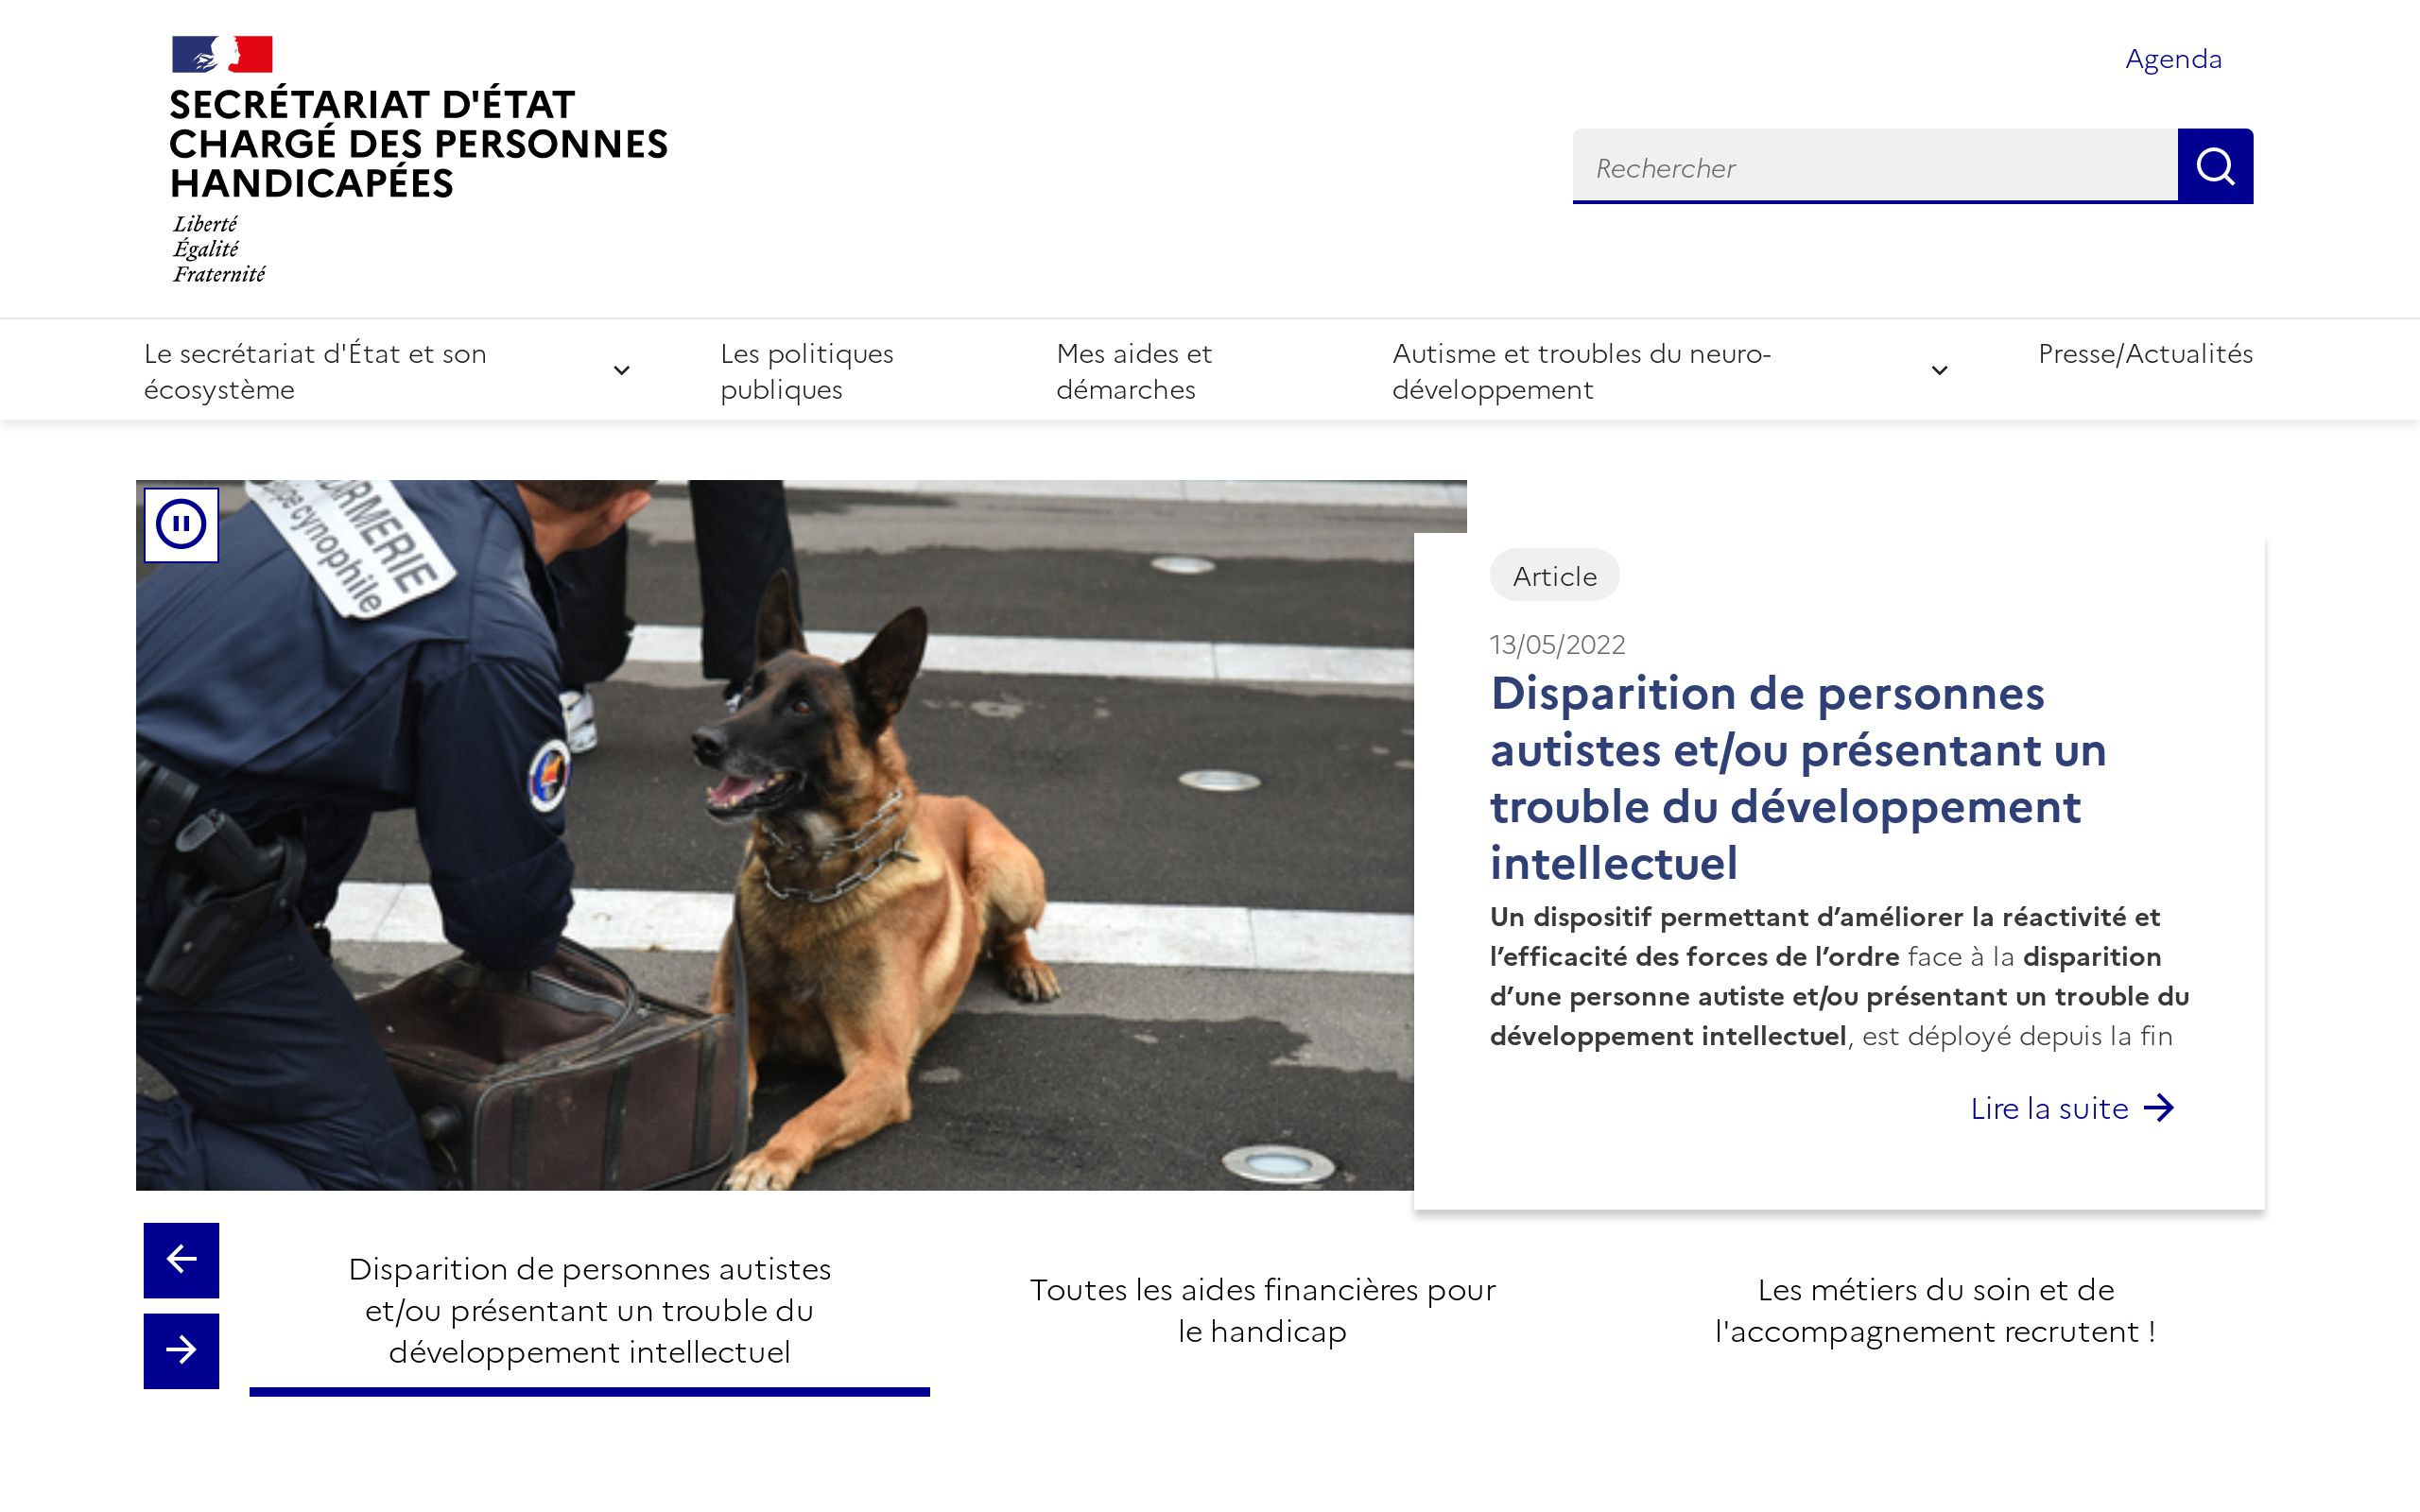 SECRÉTARIAT D'ÉTAT
CHARGÉ DES PERSONNES
HANDICAPÉES
Liberté
Égalité
Fraternité
Agenda
Rechercher
Le secrétariat d'État et son
écosystème
Les politiques
publiques
Mes aides et
démarches
Autisme et troubles du neuro-
développement
Presse/Actualités
cynophile
Article
13/05/2022
Disparition de personnes
autistes et/ou présentant un
trouble du développement
intellectuel
Un dispositif permettant d’améliorer la réactivité et
l’efficacité des forces de l’ordre face à la disparition
d’une personne autiste et/ou présentant un trouble du
développement intellectuel, est déployé depuis la fin
Lire la suite
Disparition de personnes autistes
et/ou présentant un trouble du
développement intellectuel
Toutes les aides financières pour
le handicap
Les métiers du soin et de
l'accompagnement recrutent !